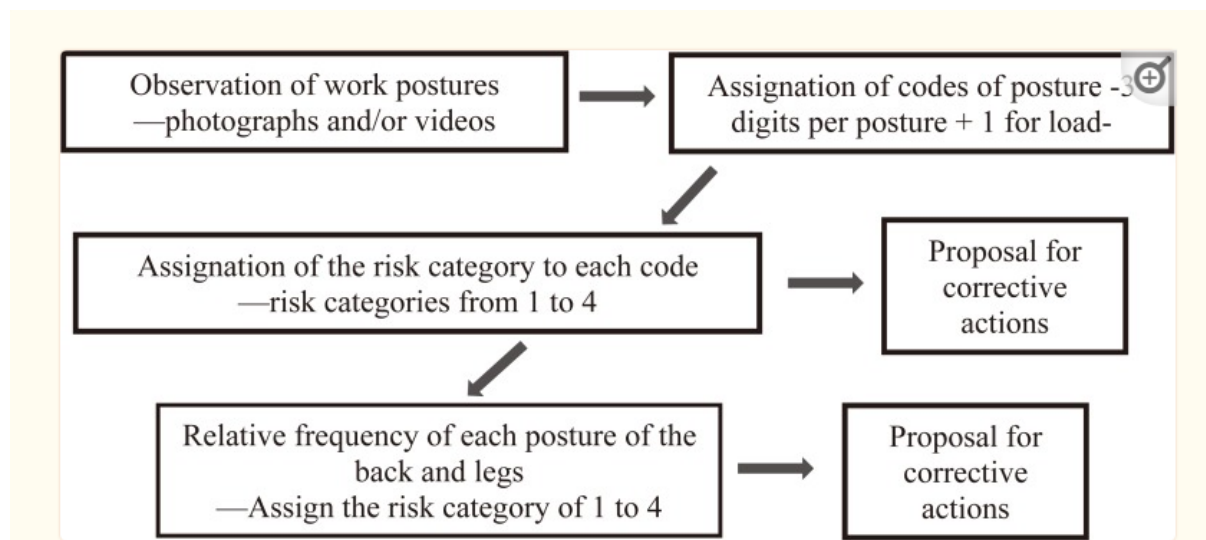 Observation of work postures
—photographs and/or videos
Assignation of codes of posture -3
digits per posture + 1 for load-
Assignation of the risk category to each code
—risk categories from 1 to 4
Proposal for
corrective
actions
Relative frequency of each posture of the
back and legs
—Assign the risk category of 1 to 4
Proposal for
corrective
actions